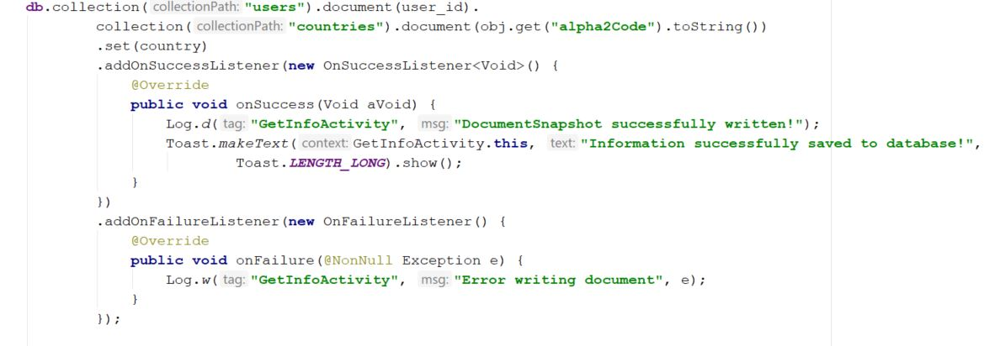 db.collection( collectionPath: "users").document(user_id).
collection( collectionPath: "countries").document(obj.get("alpha2Code").toString())
.set(country)
.addOnSuccessListener(new OnSuccessListener<Void>() {
@Override
public void onSuccess(Void aVoid) {
Log.d( tag: "GetInfoActivity", msg: "DocumentSnapshot successfully written!");
Toast.makeText( context: GetInfoActivity.this, text: "Information successfully saved to database!",
Toast.LENGTH_LONG).show();
}
})
.addOnFailureListener(new OnFailureListener() {
@Override
public void onFailure(@NonNull Exception e) {
Log.w( tag: "GetInfoActivity", msg: "Error writing document", e);
}
});